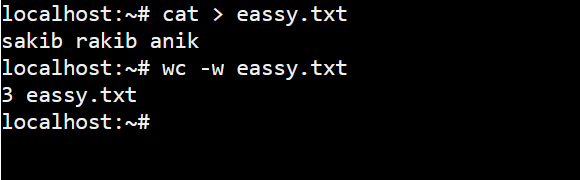 localhost:~# cat > eassy.txt
sakib rakib anik
localhost:~# wc -w eassy.txt
3 eassy.txt
localhost:~#